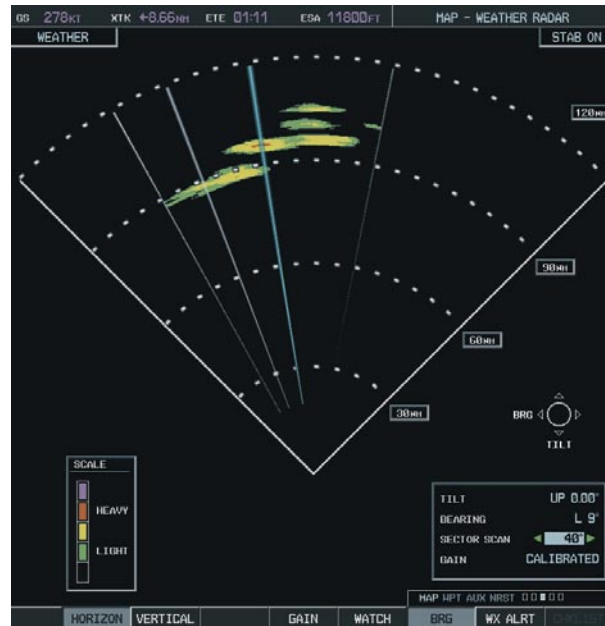 GS 278KT XTK ←8.66NM ETE 01:11 ESA 11800FT MAP - WEATHER RADAR
WEATHER STAB ON
120NM
90NM
60NM
30NM
BRG
TILT
SCALE
HEAVY
LIGHT
TILT UP 0.00°
BEARING L 9°
SECTOR SCAN 40°
GAIN CALIBRATED
MAP WPT AUX NRST
HORIZON VERTICAL GAIN WATCH BRG WX ALRT CHKLIST